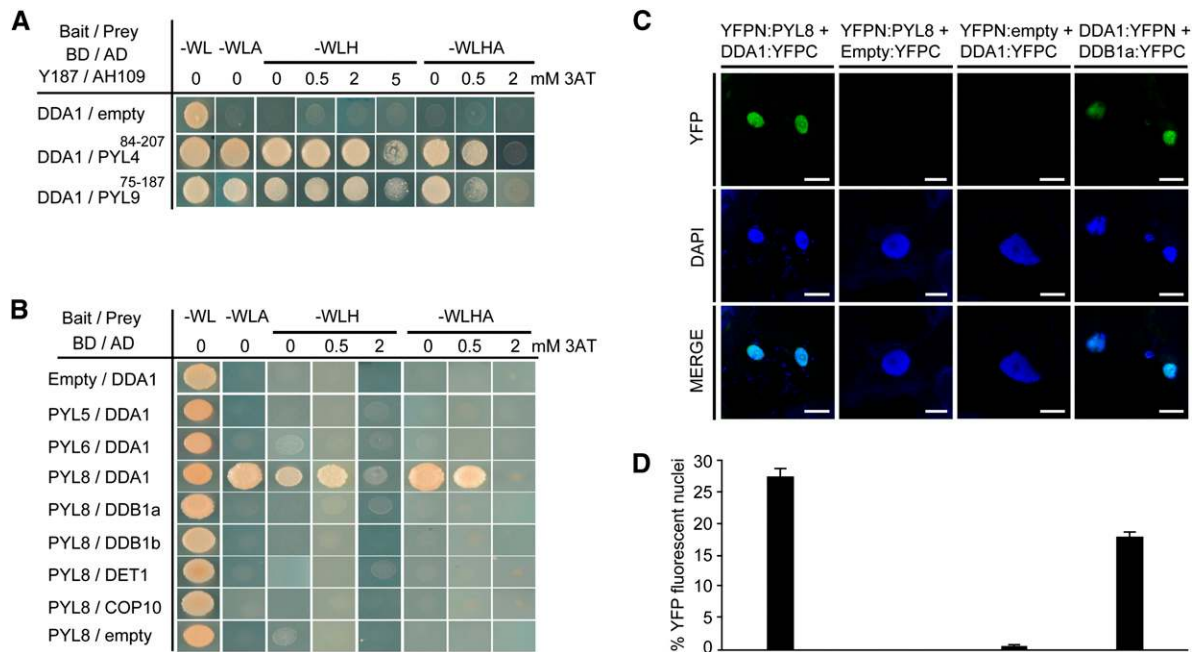 A
Bait / Prey
BD / AD
Y187 / AH109
-WL -WLA -WLH -WLHA
0 0 0 0.5 2 5 0 0.5 2 mM 3AT
DDA1 / empty
DDA1 / PYL4 84-207
DDA1 / PYL9 75-187
B
Bait / Prey
BD / AD
-WL -WLA -WLH -WLHA
0 0 0 0.5 2 0 0.5 2 mM 3AT
Empty / DDA1
PYL5 / DDA1
PYL6 / DDA1
PYL8 / DDA1
PYL8 / DDB1a
PYL8 / DDB1b
PYL8 / DET1
PYL8 / COP10
PYL8 / empty
C
YFPN:PYL8 + DDA1:YFPC
YFPN:PYL8 + Empty:YFPC
YFPN:empty + DDA1:YFPC
DDA1:YFPN + DDB1a:YFPC
YFP
DAPI
MERGE
D
% YFP fluorescent nuclei
30
25
20
15
10
5
0